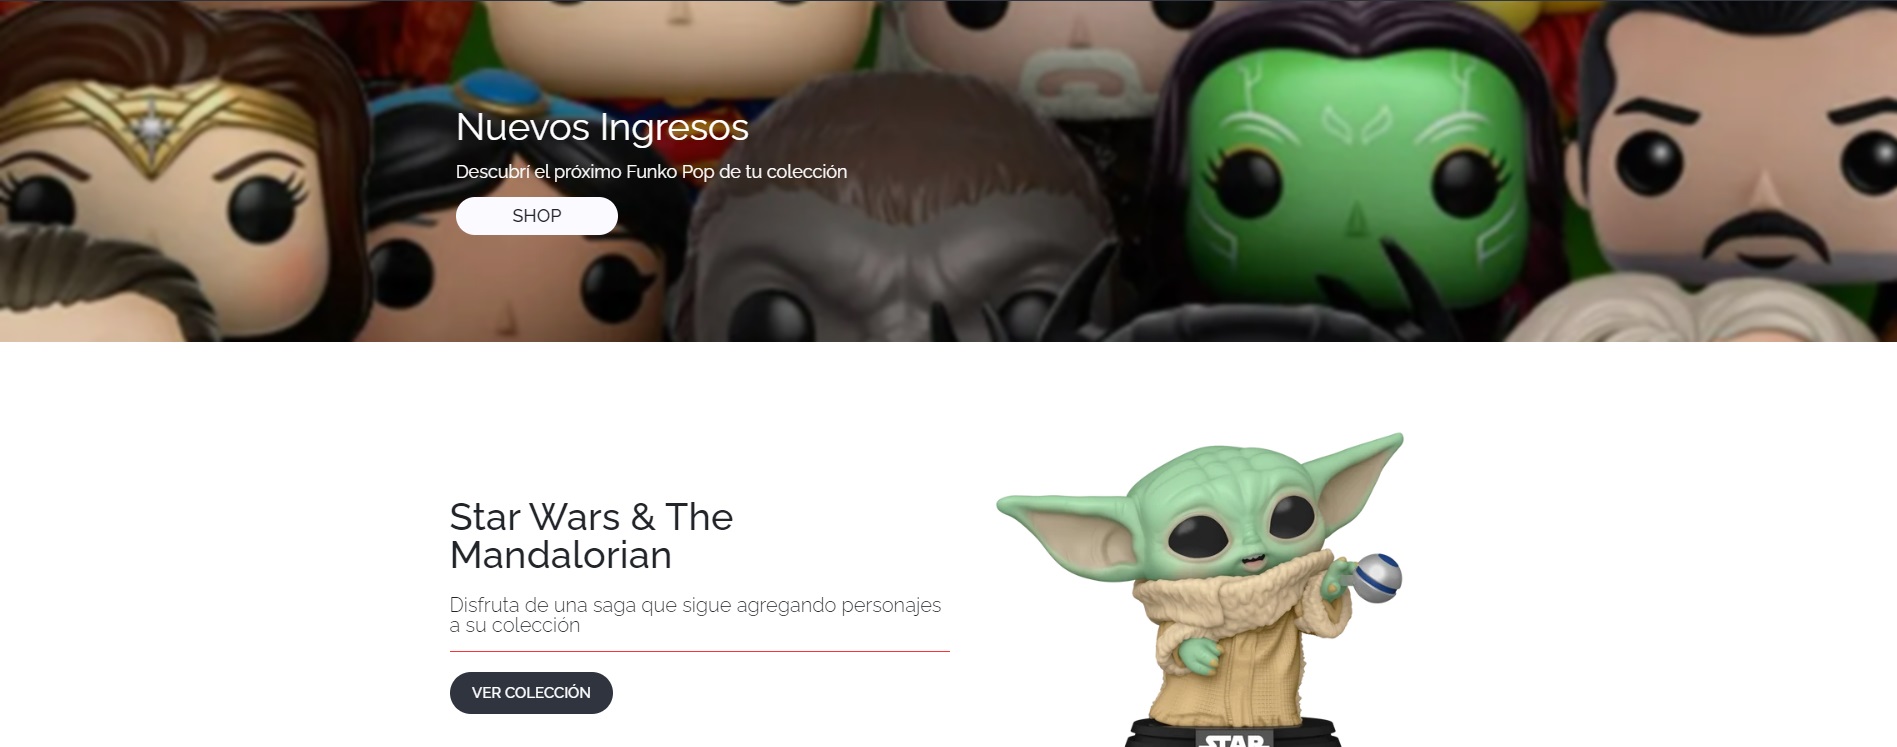 Nuevos Ingresos
Descubrí el próximo Funko Pop de tu colección
SHOP
Star Wars & The
Mandalorian
Disfruta de una saga que sigue agregando personajes
a su colección
VER COLECCIÓN
STAR